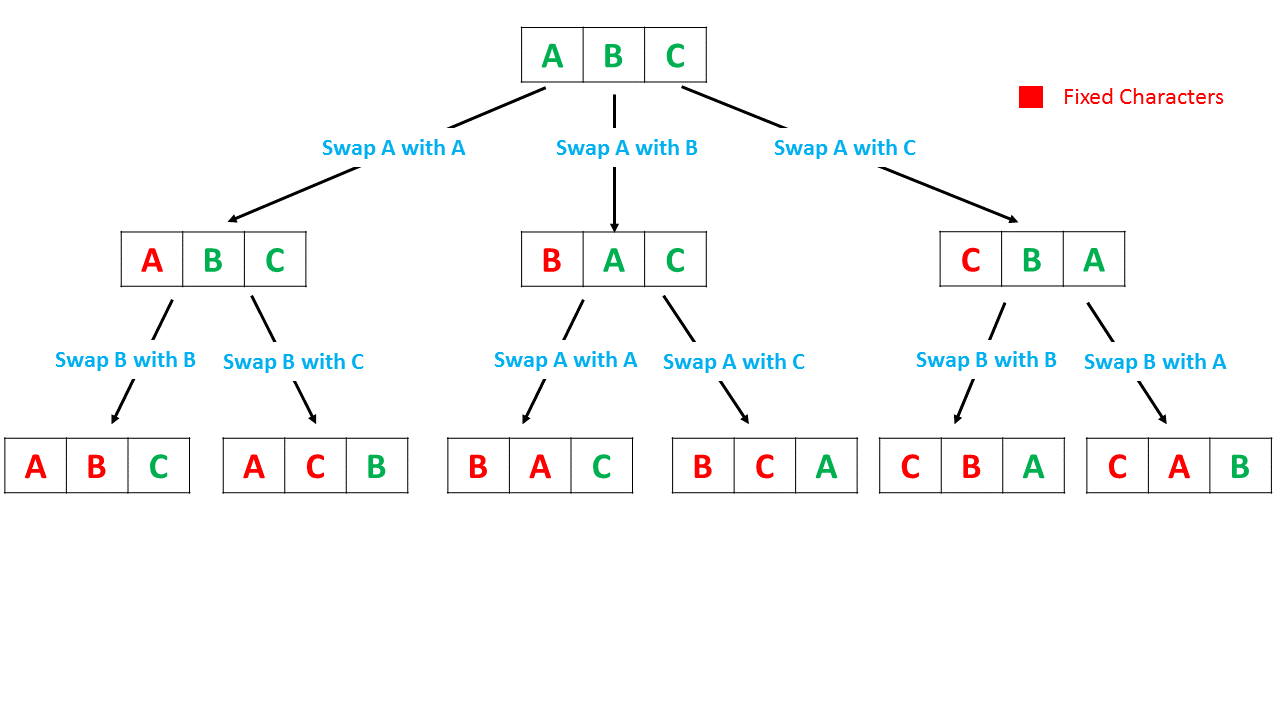 A B C
Fixed Characters
Swap A with A
Swap A with B
Swap A with C
A B C
B A C
C B A
Swap B with B
Swap B with C
Swap A with A
Swap A with C
Swap B with B
Swap B with A
A B C
A C B
B A C
B C A
C B A
C A B